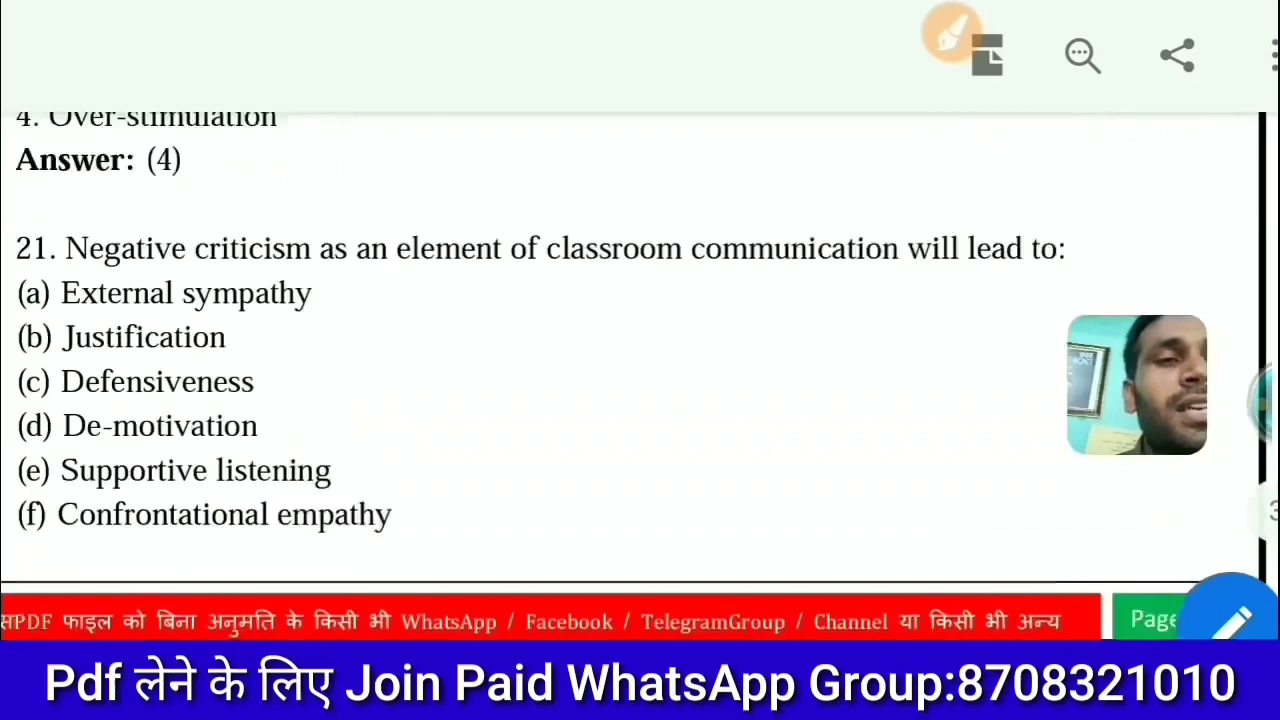 4. Over-stimulation
Answer: (4)
21. Negative criticism as an element of classroom communication will lead to:
(a) External sympathy
(b) Justification
(c) Defensiveness
(d) De-motivation
(e) Supportive listening
(f) Confrontational empathy
PDF फाइल को बिना अनुमति के किसी भी WhatsApp / Facebook / TelegramGroup / Channel या किसी भी अन्य
Page
Pdf लेने के लिए Join Paid WhatsApp Group:8708321010